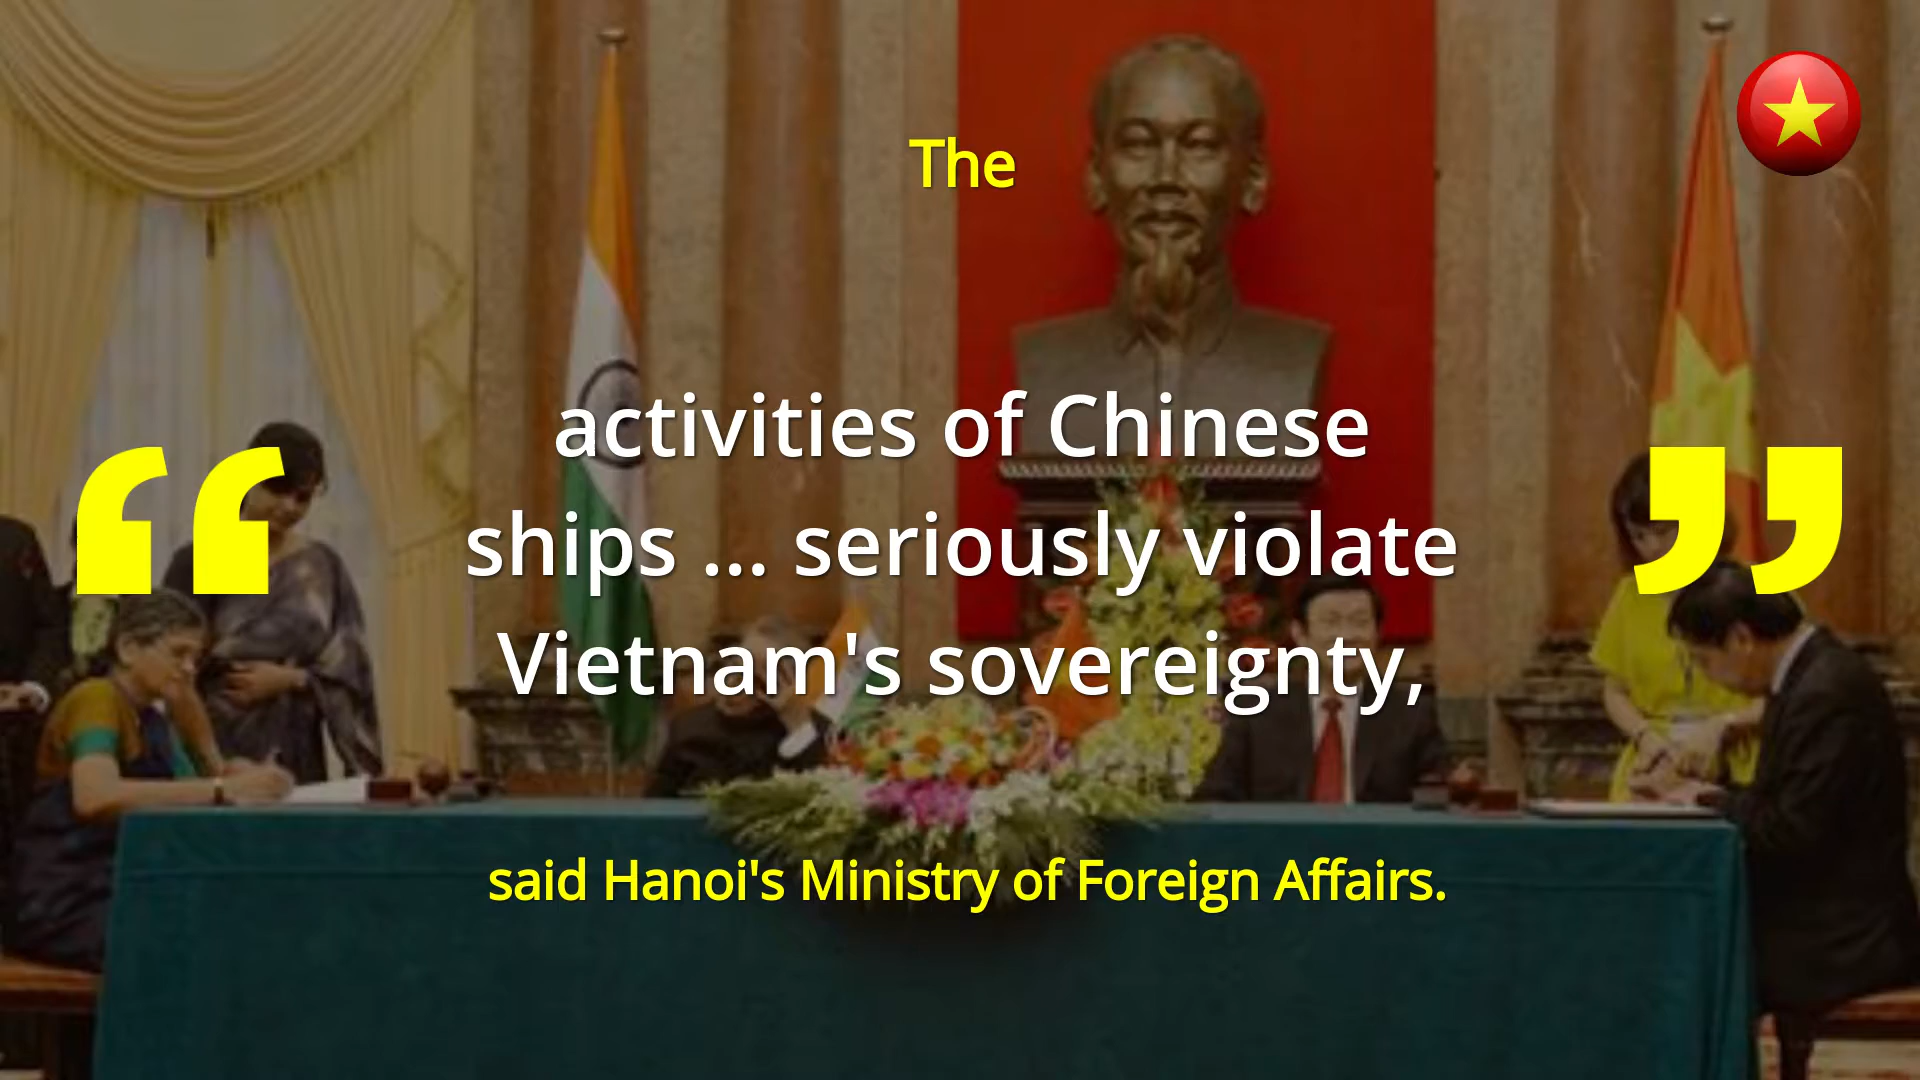 The
“
activities of Chinese
ships ... seriously violate
Vietnam's sovereignty,
”
said Hanoi's Ministry of Foreign Affairs.